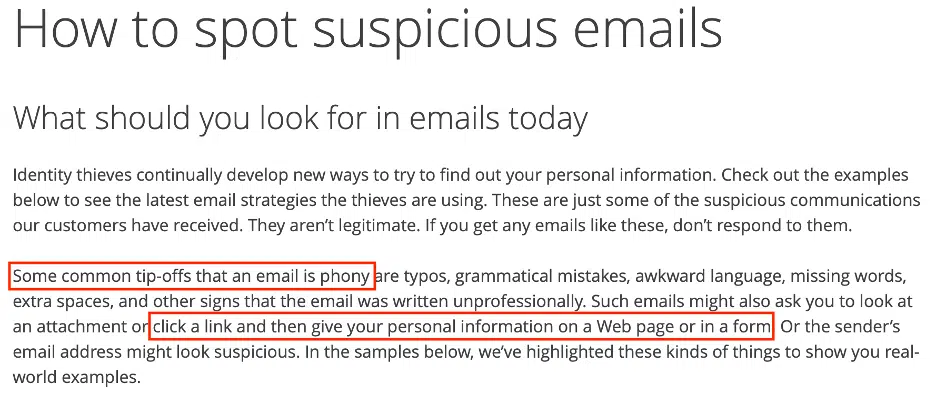 How to spot suspicious emails
What should you look for in emails today
Identity thieves continually develop new ways to try to find out your personal information. Check out the examples
below to see the latest email strategies the thieves are using. These are just some of the suspicious communications
our customers have received. They aren’t legitimate. If you get any emails like these, don’t respond to them.
Some common tip-offs that an email is phony are typos, grammatical mistakes, awkward language, missing words,
extra spaces, and other signs that the email was written unprofessionally. Such emails might also ask you to look at
an attachment or click a link and then give your personal information on a Web page or in a form. Or the sender’s
email address might look suspicious. In the samples below, we’ve highlighted these kinds of things to show you real-
world examples.